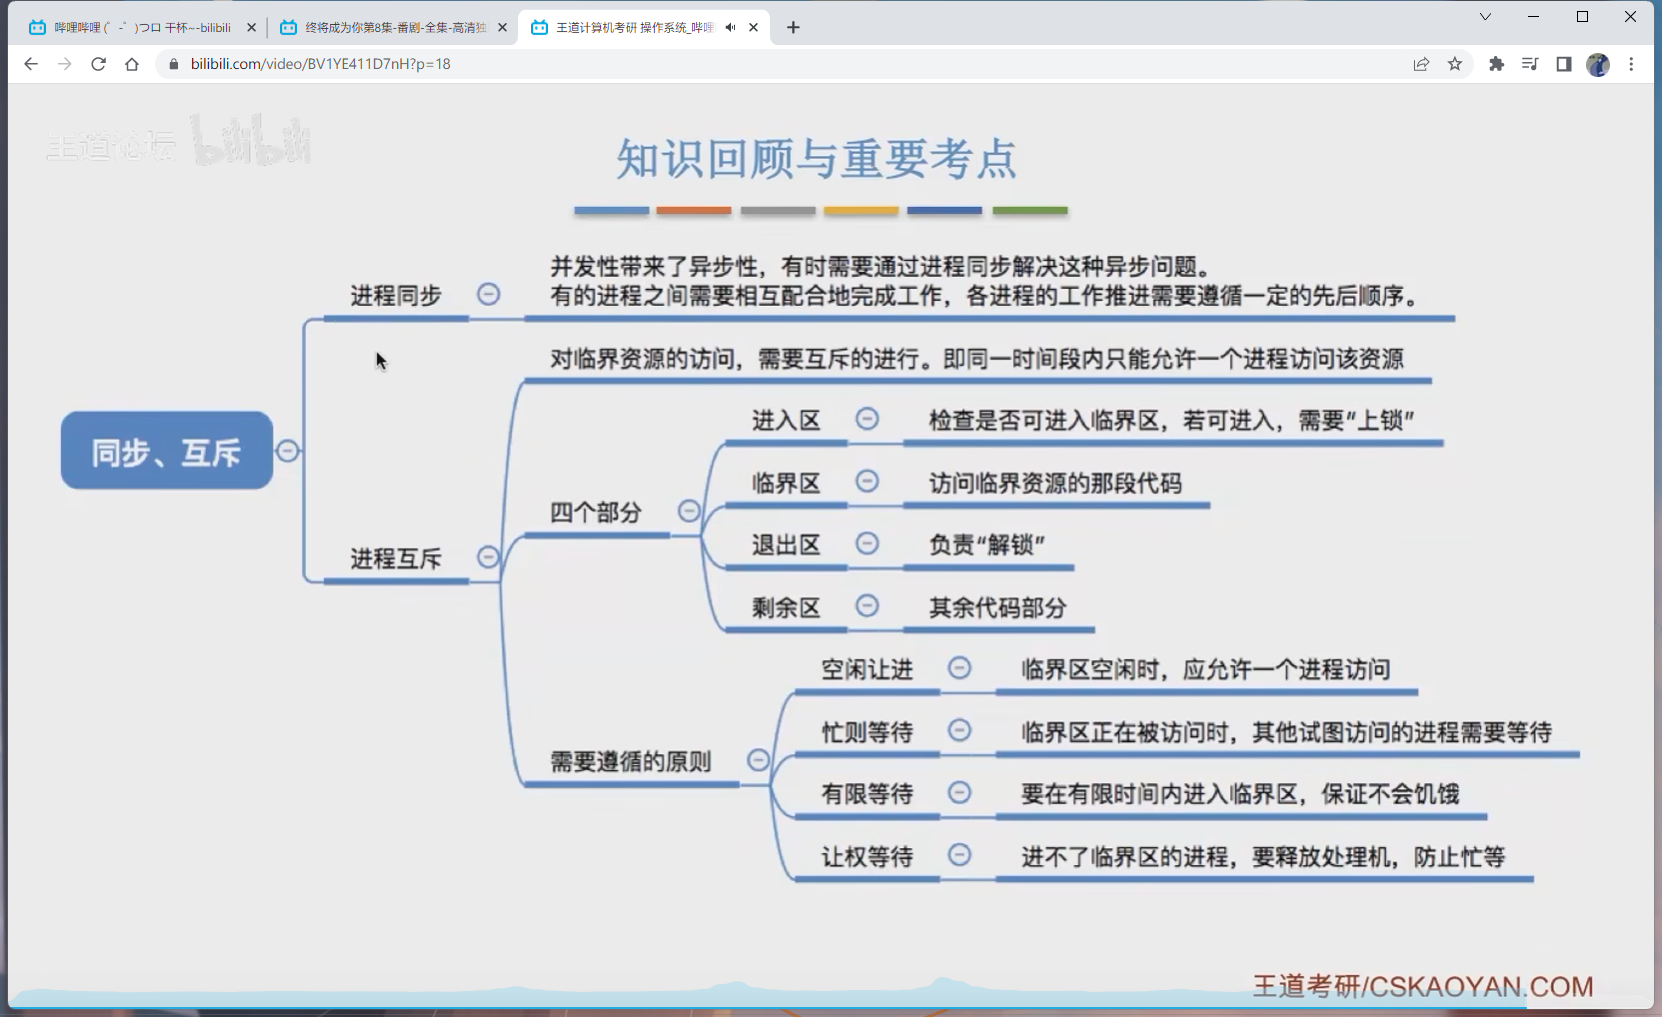 哔哩哔哩 (゜-゜)つロ 干杯~-bilibili
终将成为你第8集-番剧-全集-高清独
王道计算机考研 操作系统_哔哩
bilibili.com/video/BV1YE411D7nH?p=18
王道论坛 bilibili
知识回顾与重要考点
并发性带来了异步性，有时需要通过进程同步解决这种异步问题。
进程同步
有的进程之间需要相互配合地完成工作，各进程的工作推进需要遵循一定的先后顺序。
对临界资源的访问，需要互斥的进行。即同一时间段内只能允许一个进程访问该资源
进入区
检查是否可进入临界区，若可进入，需要“上锁”
同步、互斥
临界区
访问临界资源的那段代码
四个部分
退出区
负责“解锁”
进程互斥
剩余区
其余代码部分
空闲让进
临界区空闲时，应允许一个进程访问
忙则等待
临界区正在被访问时，其他试图访问的进程需要等待
需要遵循的原则
有限等待
要在有限时间内进入临界区，保证不会饥饿
让权等待
进不了临界区的进程，要释放处理机，防止忙等
王道考研/CSKAOYAN.COM